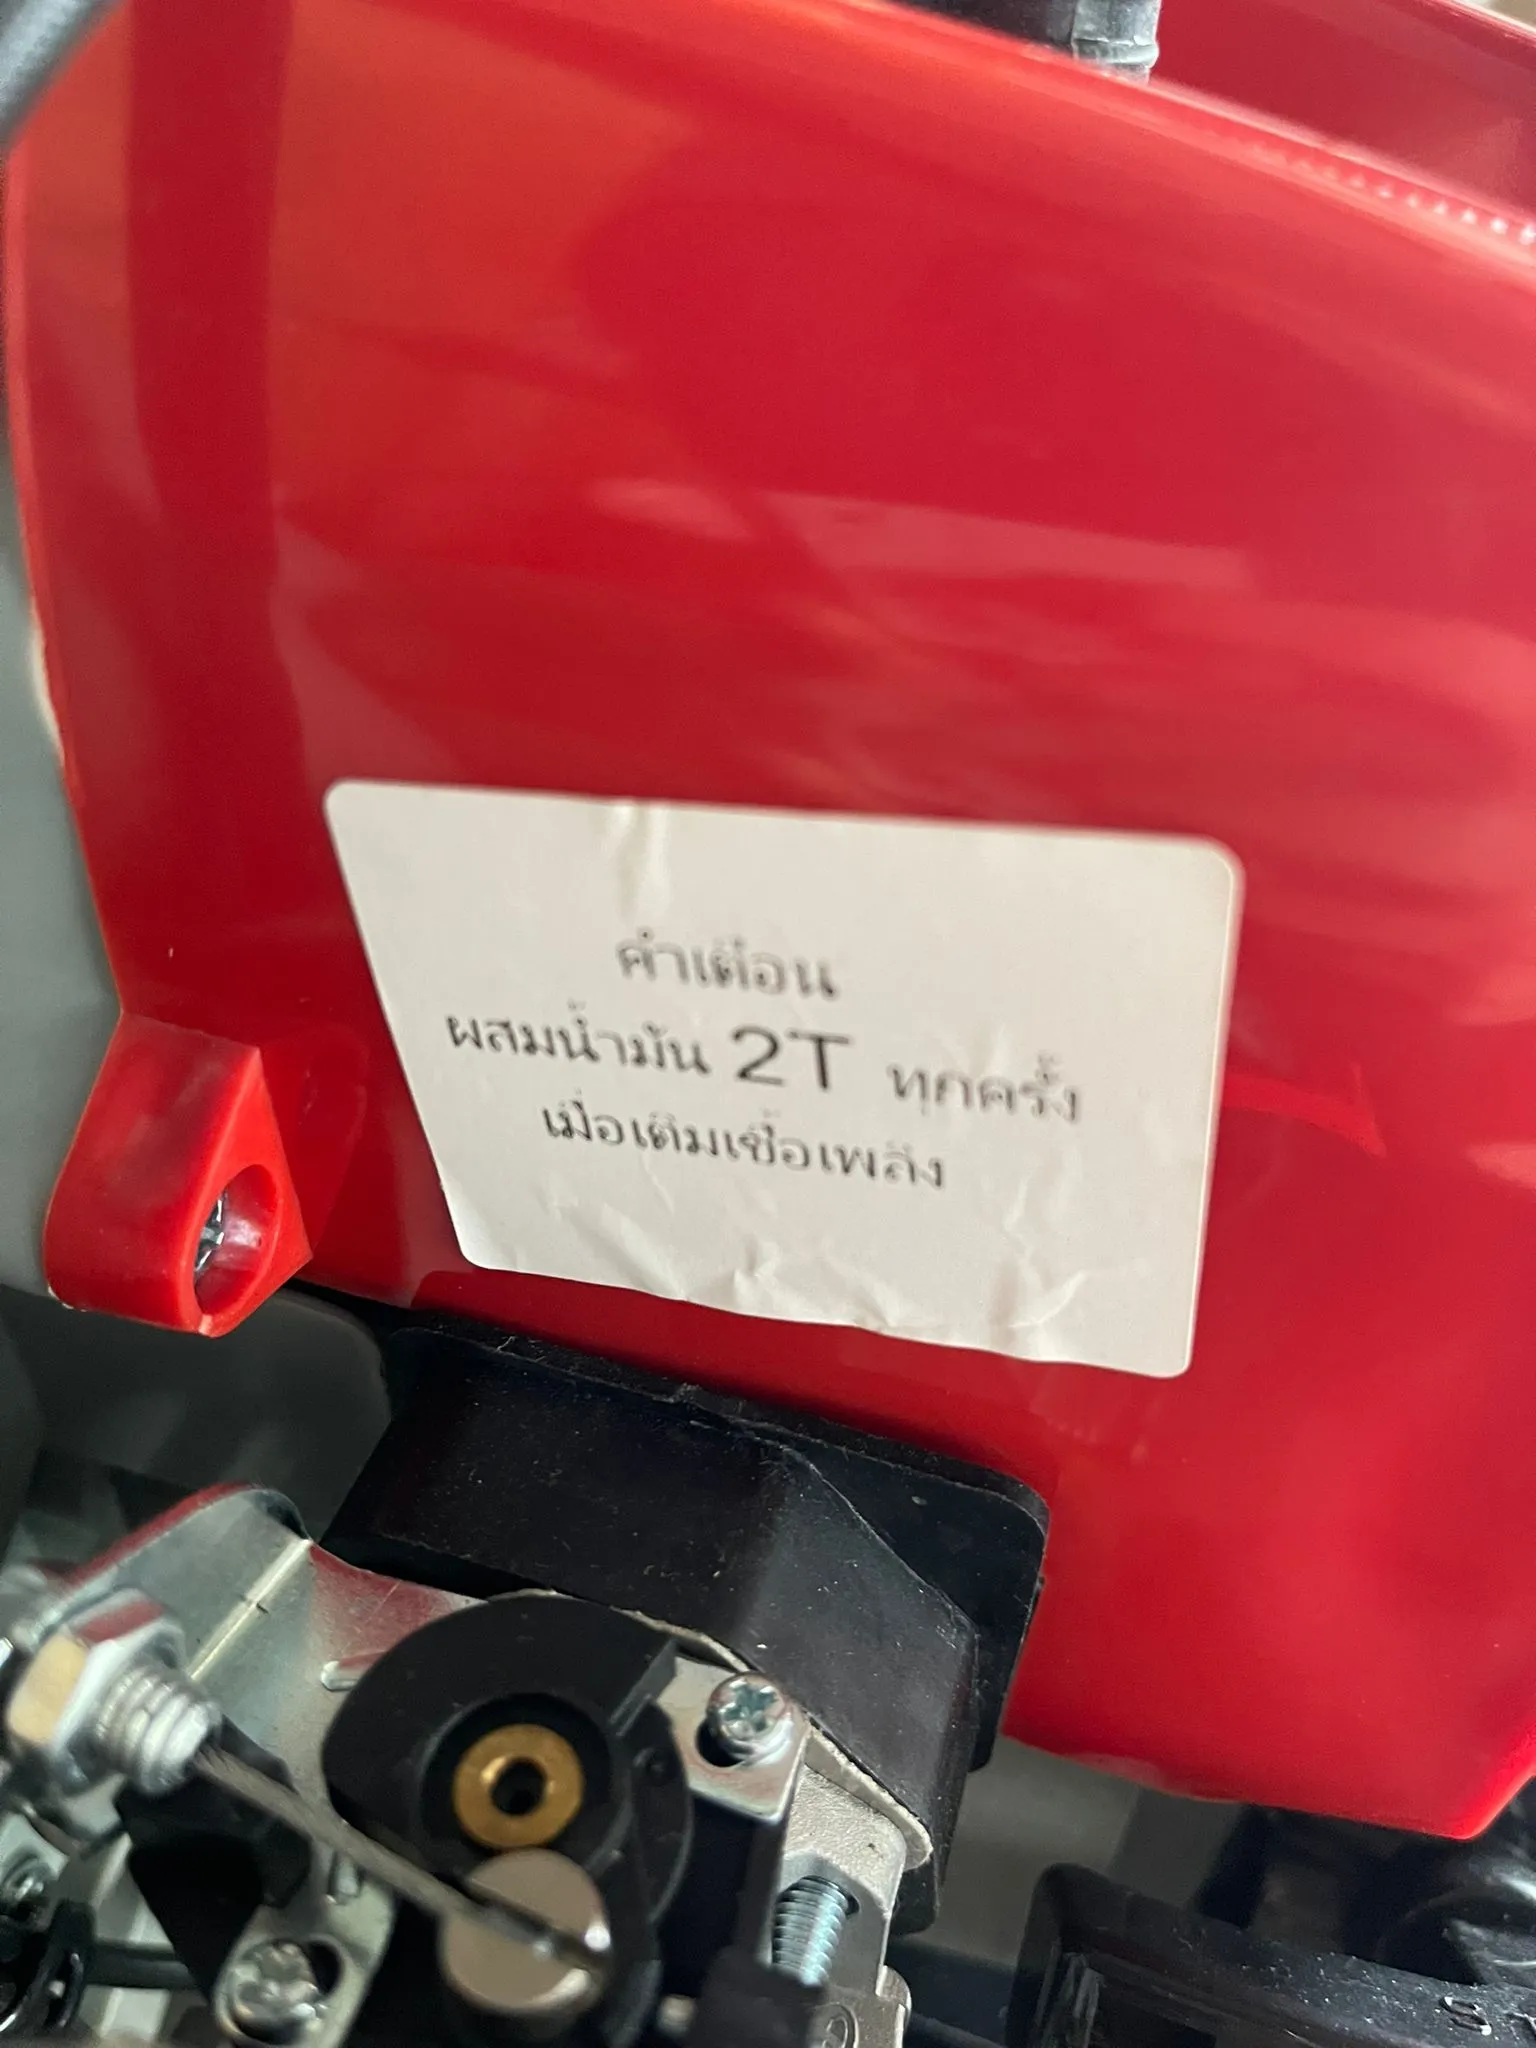 คำเตือน
ผสมน้ำมัน 2T ทุกครั้ง
เมื่อเติมเชื้อเพลิง